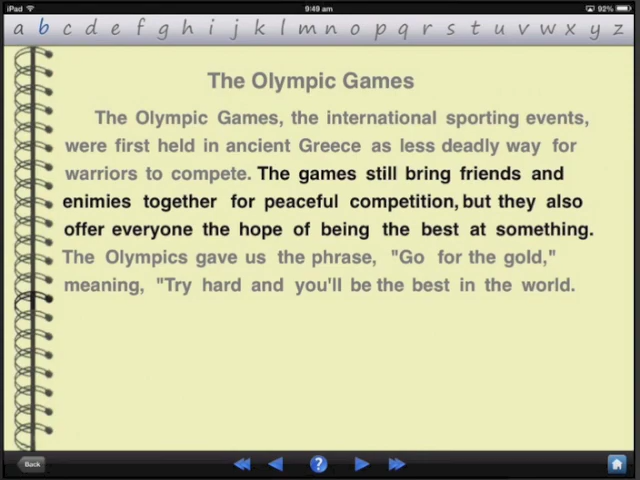 iPad 9:49 am 92%
a b c d e f g h i j k l m n o p q r s t u v w x y z
The Olympic Games
The Olympic Games, the international sporting events,
were first held in ancient Greece as less deadly way for
warriors to compete. The games still bring friends and
enimies together for peaceful competition, but they also
offer everyone the hope of being the best at something.
The Olympics gave us the phrase, "Go for the gold,"
meaning, "Try hard and you'll be the best in the world.
Back ?